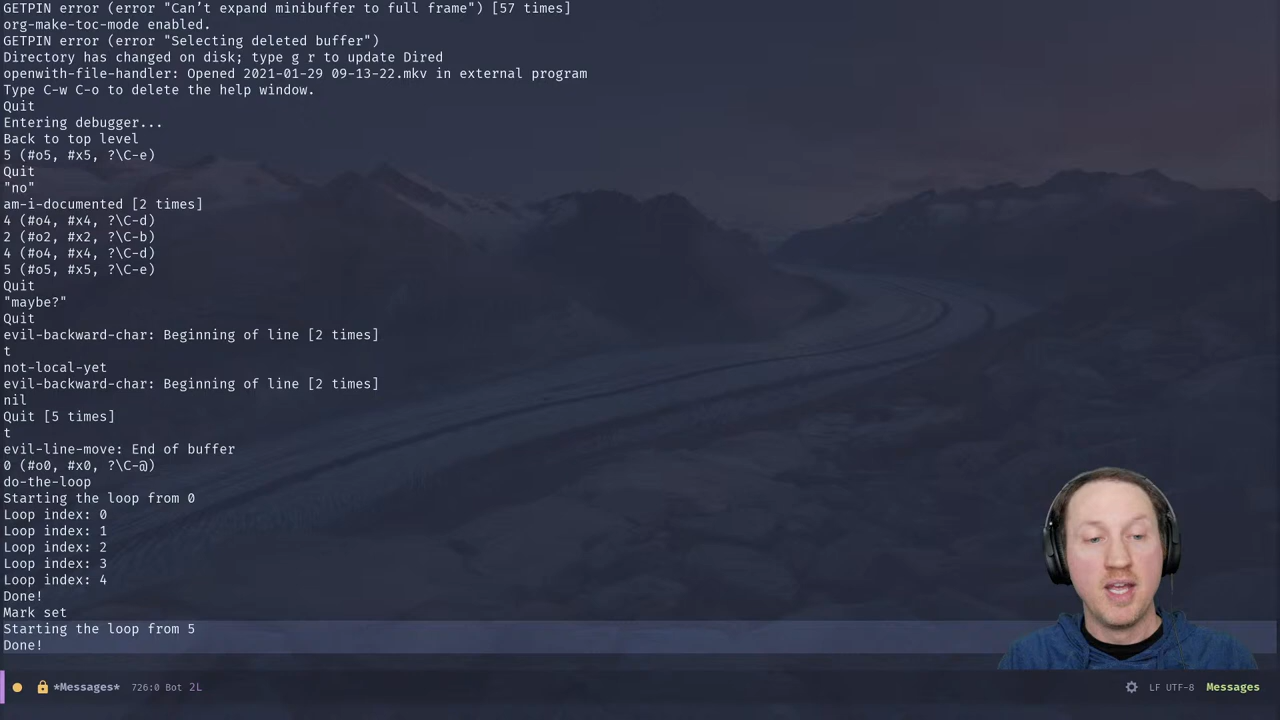 GETPIN error (error "Can’t expand minibuffer to full frame") [57 times]
org-make-toc-mode enabled.
GETPIN error (error "Selecting deleted buffer")
Directory has changed on disk; type g r to update Dired
openwith-file-handler: Opened 2021-01-29 09-13-22.mkv in external program
Type C-w C-o to delete the help window.
Quit
Entering debugger...
Back to top level
5 (#o5, #x5, ?\C-e)
Quit
"no"
am-i-documented [2 times]
4 (#o4, #x4, ?\C-d)
2 (#o2, #x2, ?\C-b)
4 (#o4, #x4, ?\C-d)
5 (#o5, #x5, ?\C-e)
Quit
"maybe?"
Quit
evil-backward-char: Beginning of line [2 times]
t
not-local-yet
evil-backward-char: Beginning of line [2 times]
nil
Quit [5 times]
t
evil-line-move: End of buffer
0 (#o0, #x0, ?\C-@)
do-the-loop
Starting the loop from 0
Loop index: 0
Loop index: 1
Loop index: 2
Loop index: 3
Loop index: 4
Done!
Mark set
Starting the loop from 5
Done!
*Messages* 726:0 Bot 2L LF UTF-8 Messages